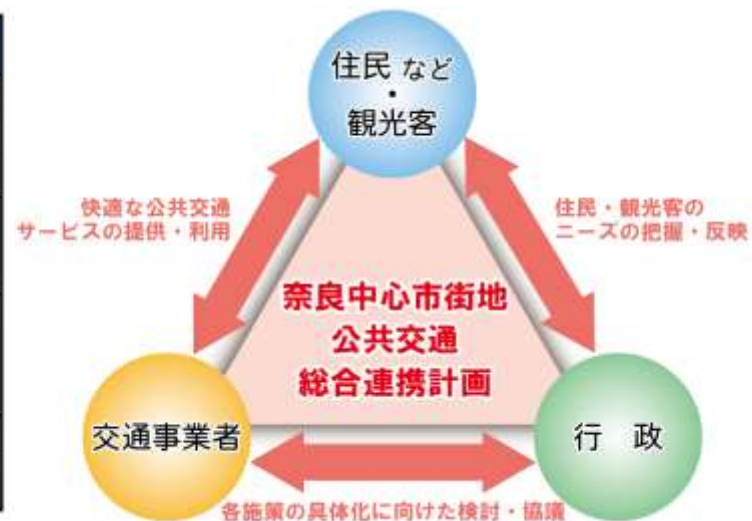 住民 など
・
観光客
快適な公共交通
サービスの提供・利用
住民・観光客の
ニーズの把握・反映
奈良中心市街地
公共交通
総合連携計画
交通事業者
行 政
各施策の具体化に向けた検討・協議